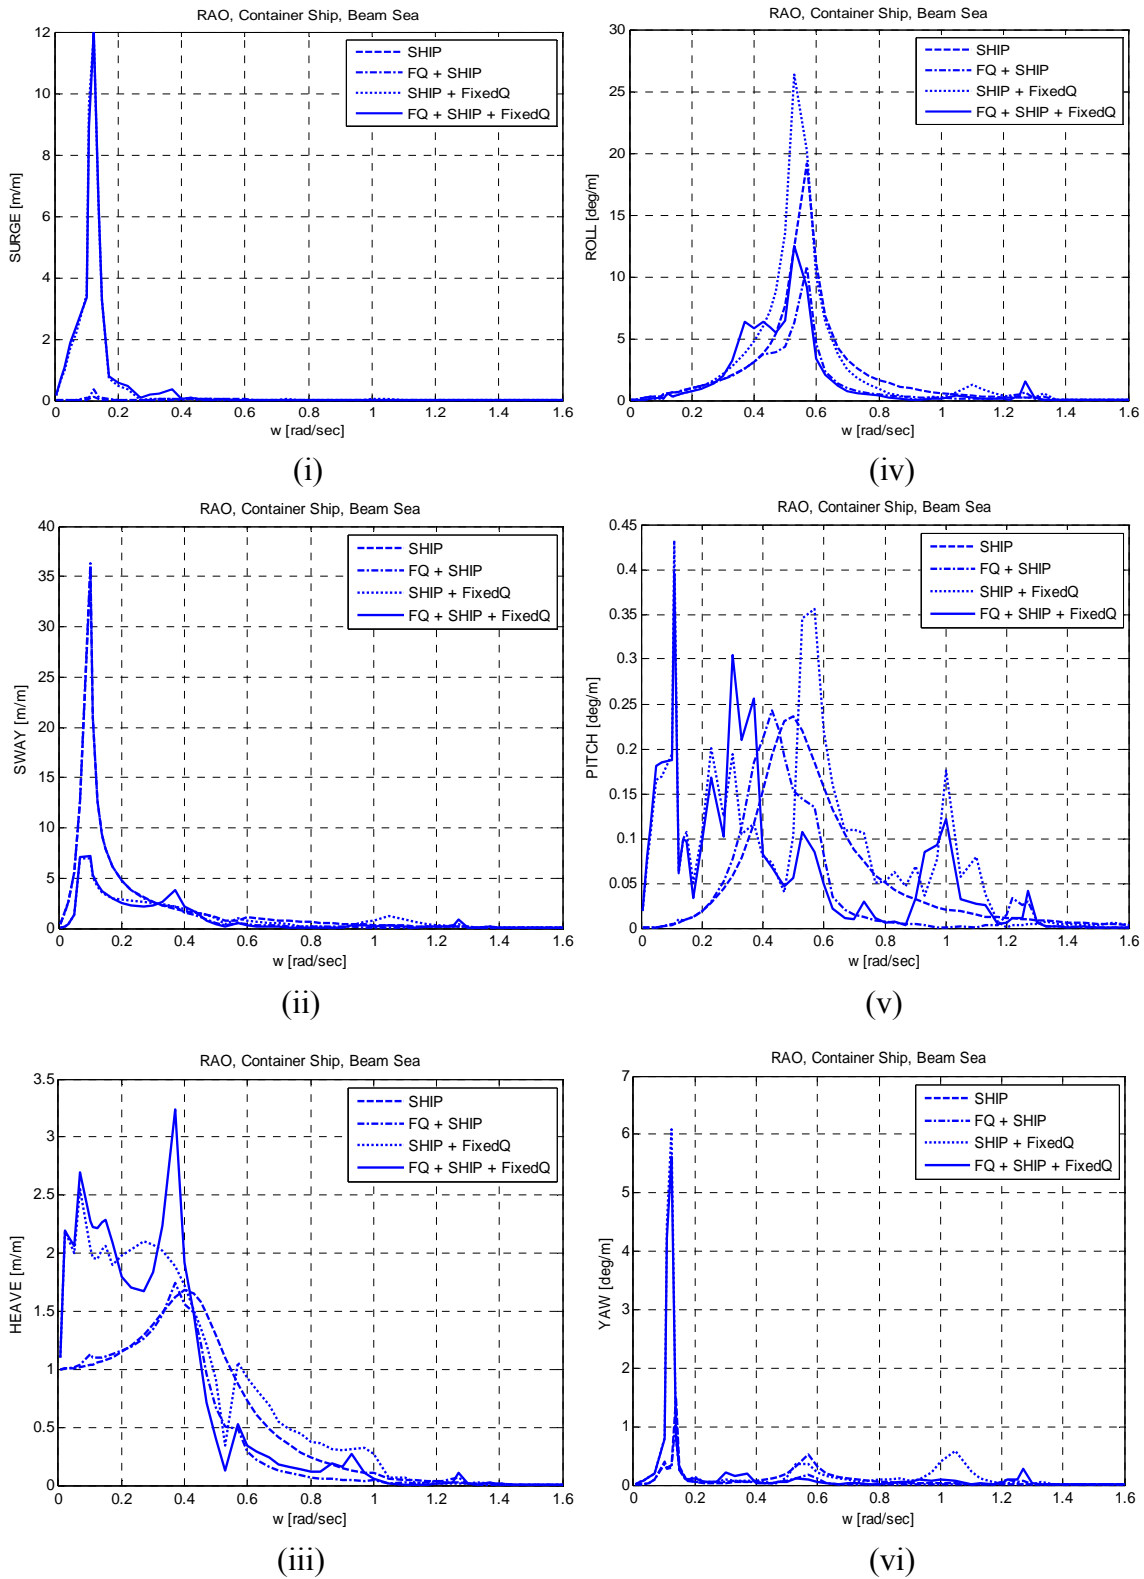 RAO, Container Ship, Beam Sea
12
10
8
6
4
2
0
SURGE [m/m]
SHIP
FQ + SHIP
SHIP + FixedQ
FQ + SHIP + FixedQ
0 0.2 0.4 0.6 0.8 1 1.2 1.4 1.6
w [rad/sec]
(i)
RAO, Container Ship, Beam Sea
30
25
20
15
10
5
0
ROLL [deg/m]
SHIP
FQ + SHIP
SHIP + FixedQ
FQ + SHIP + FixedQ
0 0.2 0.4 0.6 0.8 1 1.2 1.4 1.6
w [rad/sec]
(iv)
RAO, Container Ship, Beam Sea
40
35
30
25
20
15
10
5
0
SWAY [m/m]
SHIP
FQ + SHIP
SHIP + FixedQ
FQ + SHIP + FixedQ
0 0.2 0.4 0.6 0.8 1 1.2 1.4 1.6
w [rad/sec]
(ii)
RAO, Container Ship, Beam Sea
0.45
0.4
0.35
0.3
0.25
0.2
0.15
0.1
0.05
0
PITCH [deg/m]
SHIP
FQ + SHIP
SHIP + FixedQ
FQ + SHIP + FixedQ
0 0.2 0.4 0.6 0.8 1 1.2 1.4 1.6
w [rad/sec]
(v)
RAO, Container Ship, Beam Sea
3.5
3
2.5
2
1.5
1
0.5
0
HEAVE [m/m]
SHIP
FQ + SHIP
SHIP + FixedQ
FQ + SHIP + FixedQ
0 0.2 0.4 0.6 0.8 1 1.2 1.4 1.6
w [rad/sec]
(iii)
RAO, Container Ship, Beam Sea
7
6
5
4
3
2
1
0
YAW [deg/m]
SHIP
FQ + SHIP
SHIP + FixedQ
FQ + SHIP + FixedQ
0 0.2 0.4 0.6 0.8 1 1.2 1.4 1.6
w [rad/sec]
(vi)